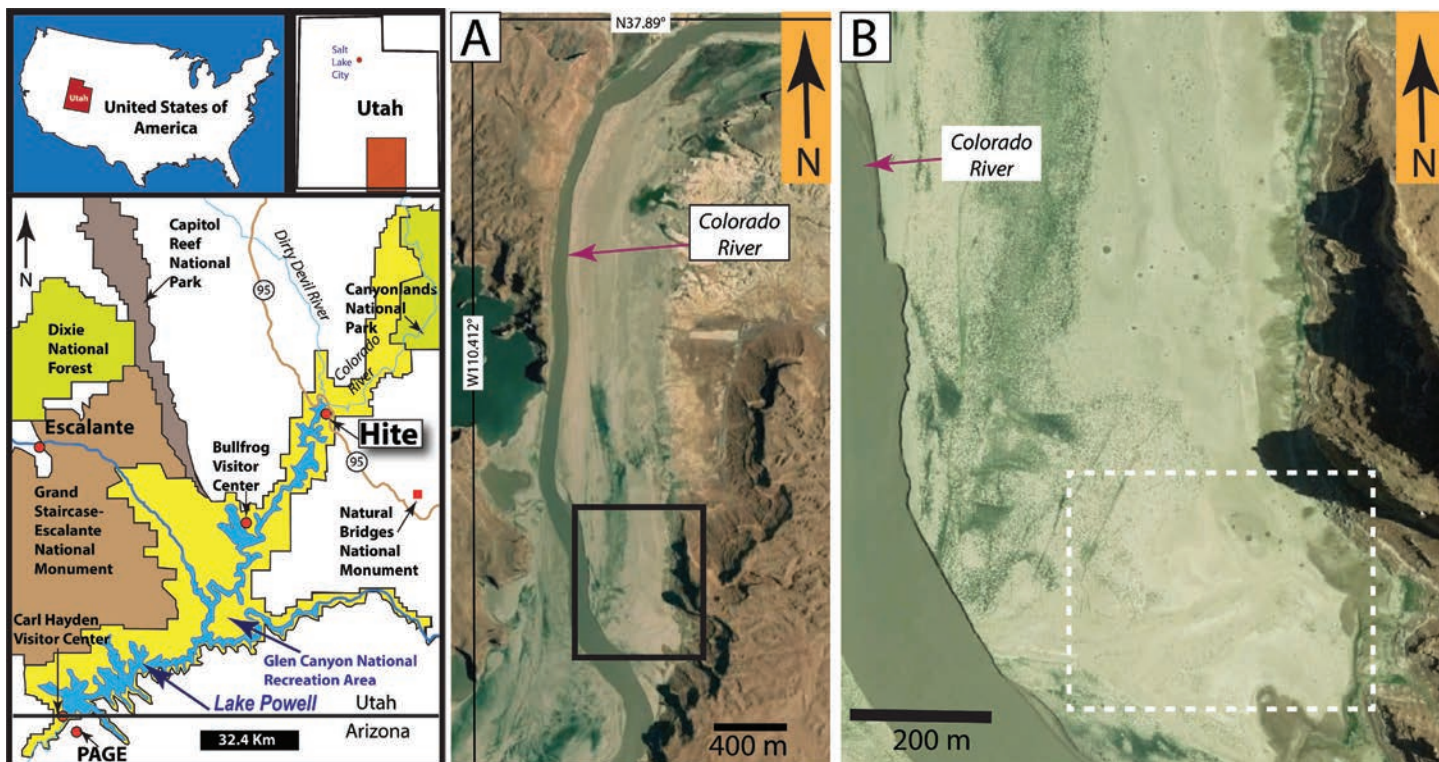 United States of
America
Utah
Salt
Lake
City
Utah
N
Capitol
Reef
National
Park
Dirty Devil River
95
Canyonlands
National
Park
Dixie
National
Forest
Colorado
River
Escalante
Hite
Bullfrog
Visitor
Center
95
Grand
Staircase-
Escalante
National
Monument
Natural
Bridges
National
Monument
Carl Hayden
Visitor Center
Glen Canyon National
Recreation Area
Lake Powell
Utah
Arizona
32.4 Km
PAGE
A
N37.89°
N
Colorado
River
W110.412°
400 m
B
N
Colorado
River
200 m